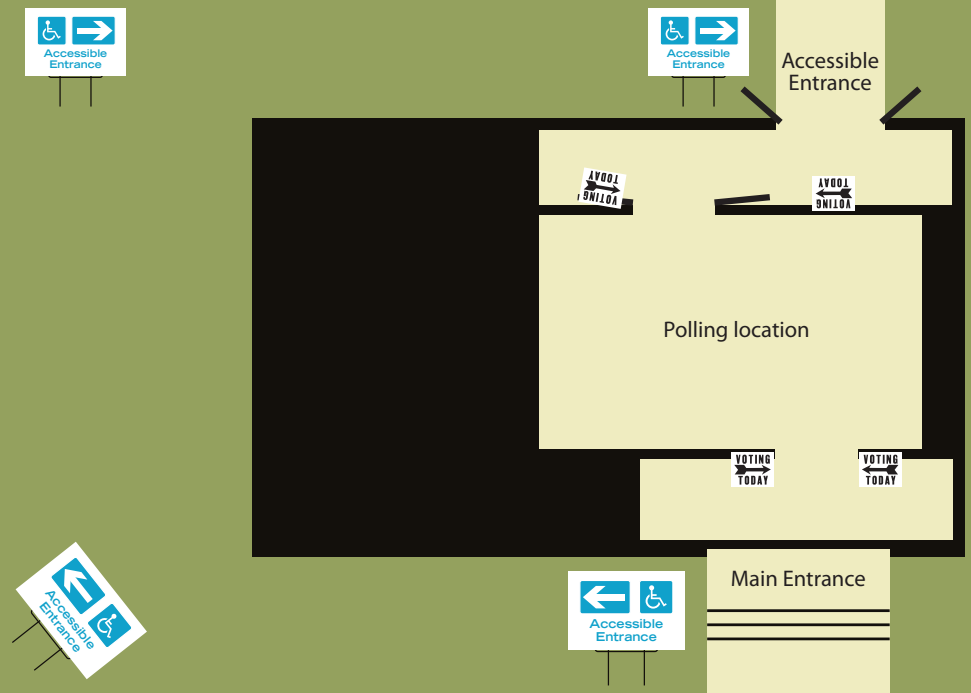 Accessible
Entrance
Accessible
Entrance
Accessible
Entrance
VOTING
TODAY
VOTING
TODAY
Polling location
VOTING
TODAY
VOTING
TODAY
Accessible
Entrance
Accessible
Entrance
Main Entrance